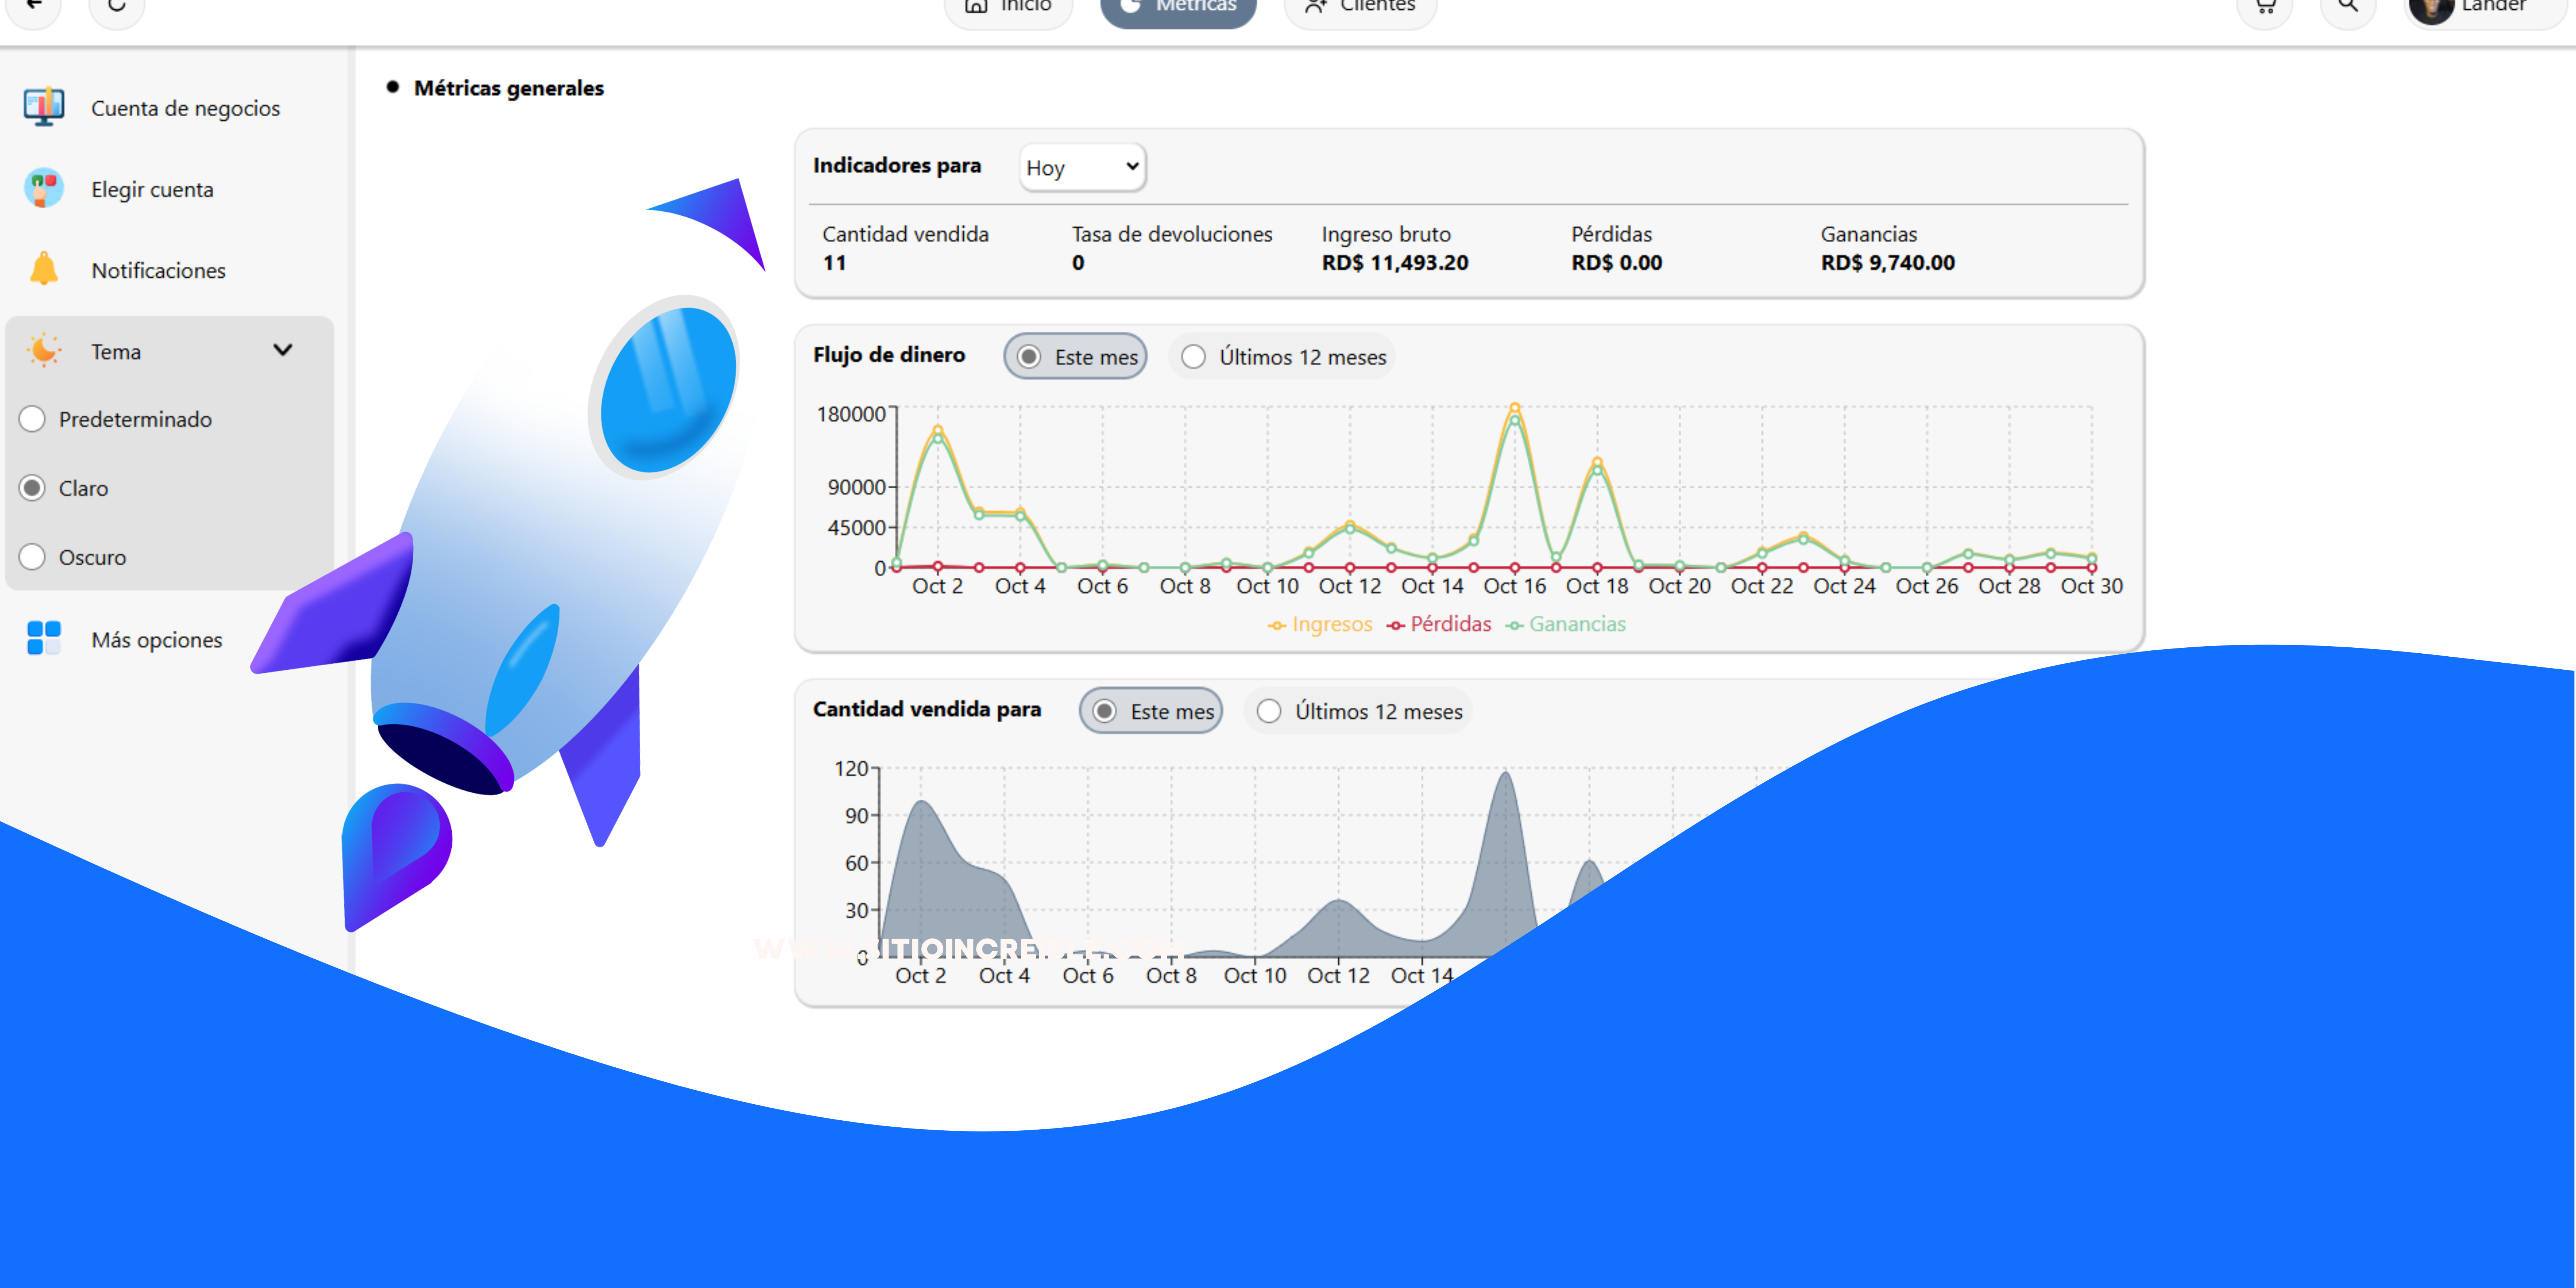 Inicio Métricas Clientes Lander
Cuenta de negocios
Elegir cuenta
Notificaciones
Tema
Predeterminado
Claro
Oscuro
Más opciones
Métricas generales
Indicadores para Hoy
Cantidad vendida Tasa de devoluciones Ingreso bruto Pérdidas Ganancias
11 0 RD$ 11,493.20 RD$ 0.00 RD$ 9,740.00
Flujo de dinero Este mes Últimos 12 meses
180000
90000
45000
0
Oct 2 Oct 4 Oct 6 Oct 8 Oct 10 Oct 12 Oct 14 Oct 16 Oct 18 Oct 20 Oct 22 Oct 24 Oct 26 Oct 28 Oct 30
Ingresos Pérdidas Ganancias
Cantidad vendida para Este mes Últimos 12 meses
120
90
60
30
0
WWW.SITIOINCREIBLE.COM
Oct 2 Oct 4 Oct 6 Oct 8 Oct 10 Oct 12 Oct 14